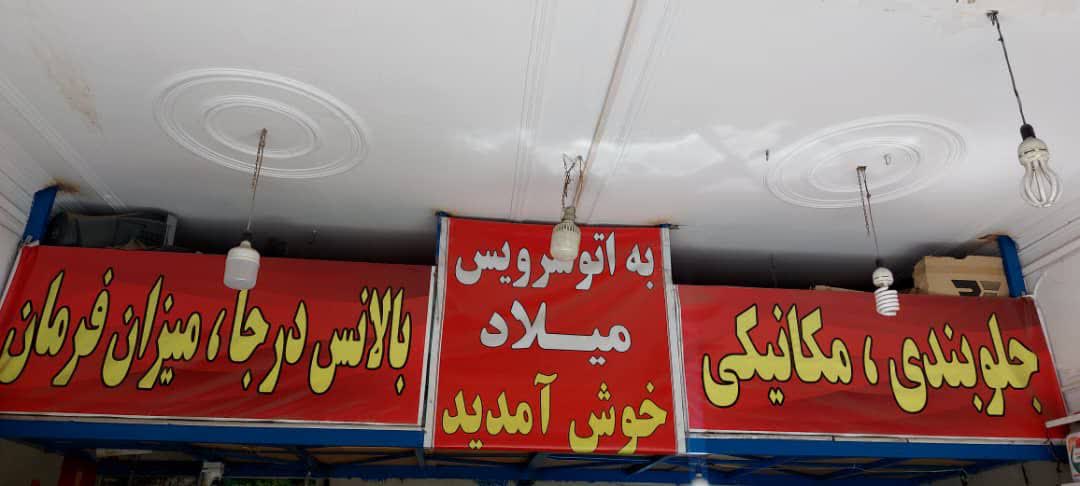 جلوبندی ، مکانیکی
به اتوسرویس
میلاد
خوش آمدید
بالانس درجا ، میزان فرمان